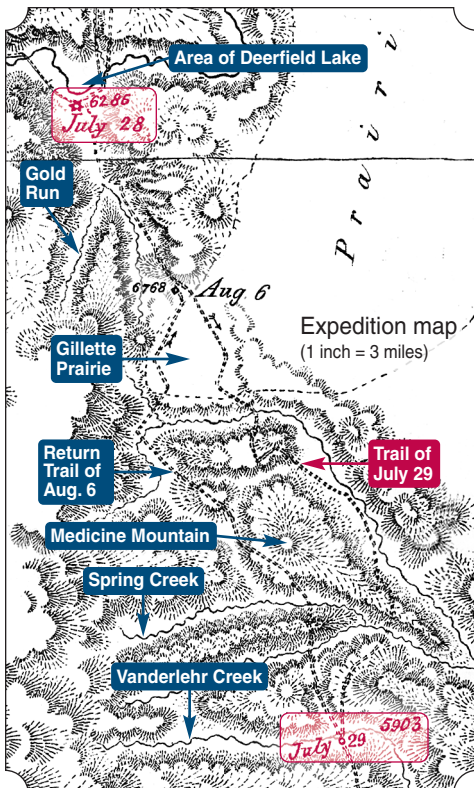 Area of Deerfield Lake
6286
July 28
Prairi
Gold
Run
6768
Aug 6
Expedition map
(1 inch = 3 miles)
Gillette
Prairie
Return
Trail of
Aug. 6
Trail of
July 29
Medicine Mountain
Spring Creek
Vanderlehr Creek
5903
July 29